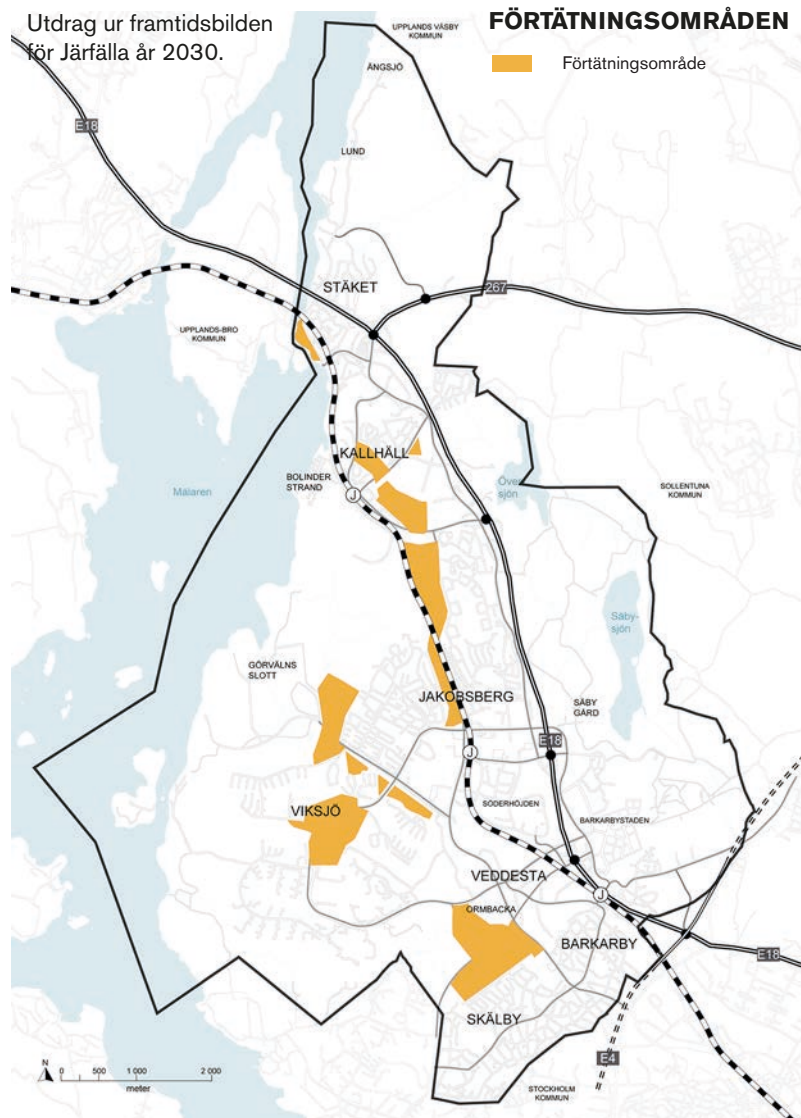 Utdrag ur framtidsbilden
för Järfälla år 2030.
FÖRTÄTNINGSOMRÅDEN
Förtätningsområde
UPPLANDS VÄSBY
KOMMUN
ÄNGSJÖ
E18
LUND
STÄKET
267
UPPLANDS-BRO
KOMMUN
KALLHÄLL
BOLINDER
STRAND
J
Mälaren
Över
sjön
SOLLENTUNA
KOMMUN
Säby-
sjön
GÖRVÄLNS
SLOTT
JAKOBSBERG
SÄBY
GÅRD
E18
J
VIKSJÖ
SÖDERHÖJDEN
BARKARBYSTADEN
VEDDESTA
J
ORMBACKA
BARKARBY
E18
SKÄLBY
E4
N
0 500 1 000 2 000
meter
STOCKHOLM
KOMMUN